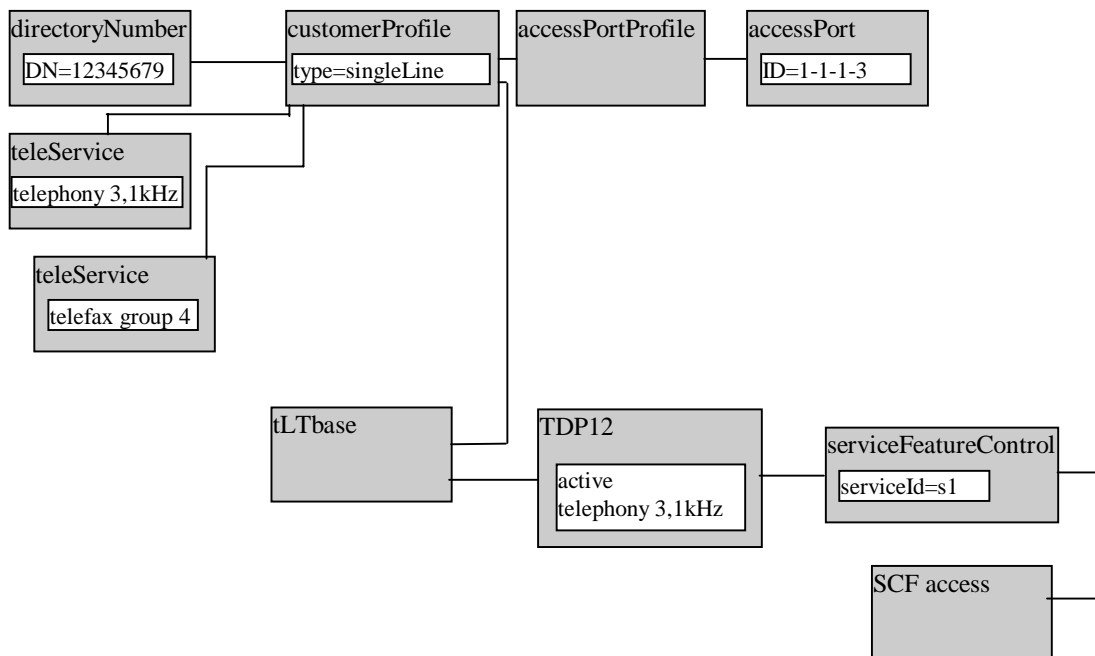 directoryNumber
DN=12345679
customerProfile
type=singleLine
accessPortProfile
accessPort
ID=1-1-1-3
teleService
telephony 3,1kHz
teleService
telefax group 4
tLTbase
TDP12
active
telephony 3,1kHz
serviceFeatureControl
serviceId=s1
SCF access